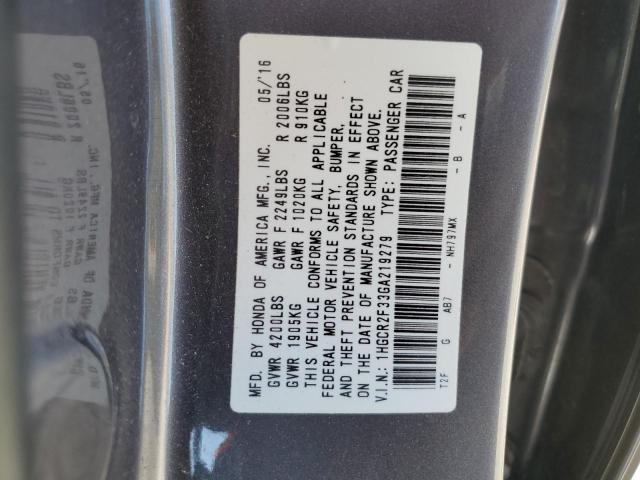 MFD. BY HONDA OF AMERICA MFG., INC. 05/'16
GVWR 4200LBS GAWR F 2249LBS R 2006LBS
GVWR 1905KG GAWR F 1020KG R 910KG
THIS VEHICLE CONFORMS TO ALL APPLICABLE
FEDERAL MOTOR VEHICLE SAFETY, BUMPER,
AND THEFT PREVENTION STANDARDS IN EFFECT
ON THE DATE OF MANUFACTURE SHOWN ABOVE.
V.I.N.: 1HGCR2F33GA219279 TYPE: PASSENGER CAR
T2F G AB7 - NH797MX - B - A